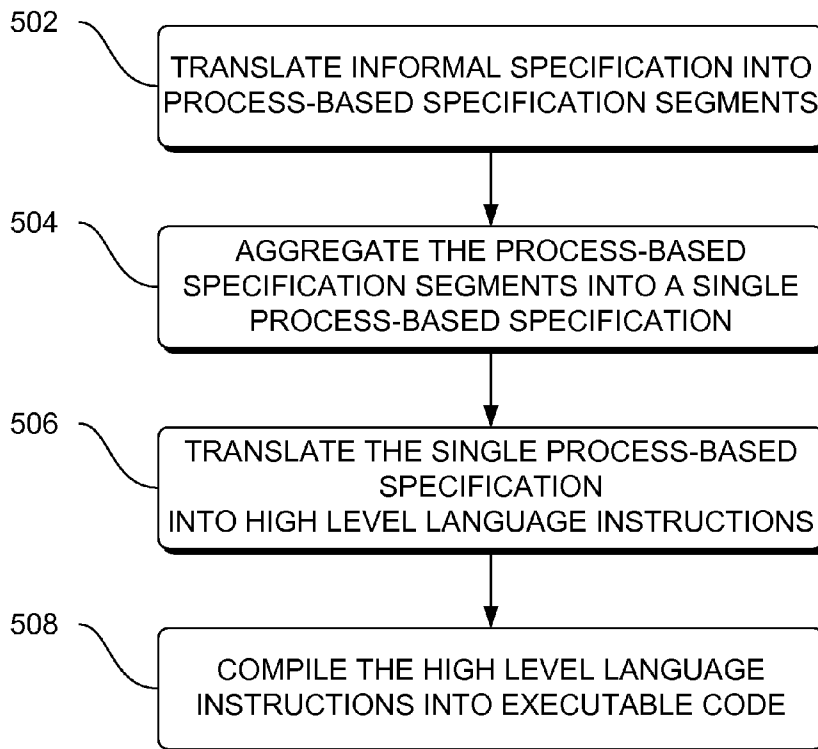 502
TRANSLATE INFORMAL SPECIFICATION INTO
PROCESS-BASED SPECIFICATION SEGMENTS
504
AGGREGATE THE PROCESS-BASED
SPECIFICATION SEGMENTS INTO A SINGLE
PROCESS-BASED SPECIFICATION
506
TRANSLATE THE SINGLE PROCESS-BASED
SPECIFICATION
INTO HIGH LEVEL LANGUAGE INSTRUCTIONS
508
COMPILE THE HIGH LEVEL LANGUAGE
INSTRUCTIONS INTO EXECUTABLE CODE